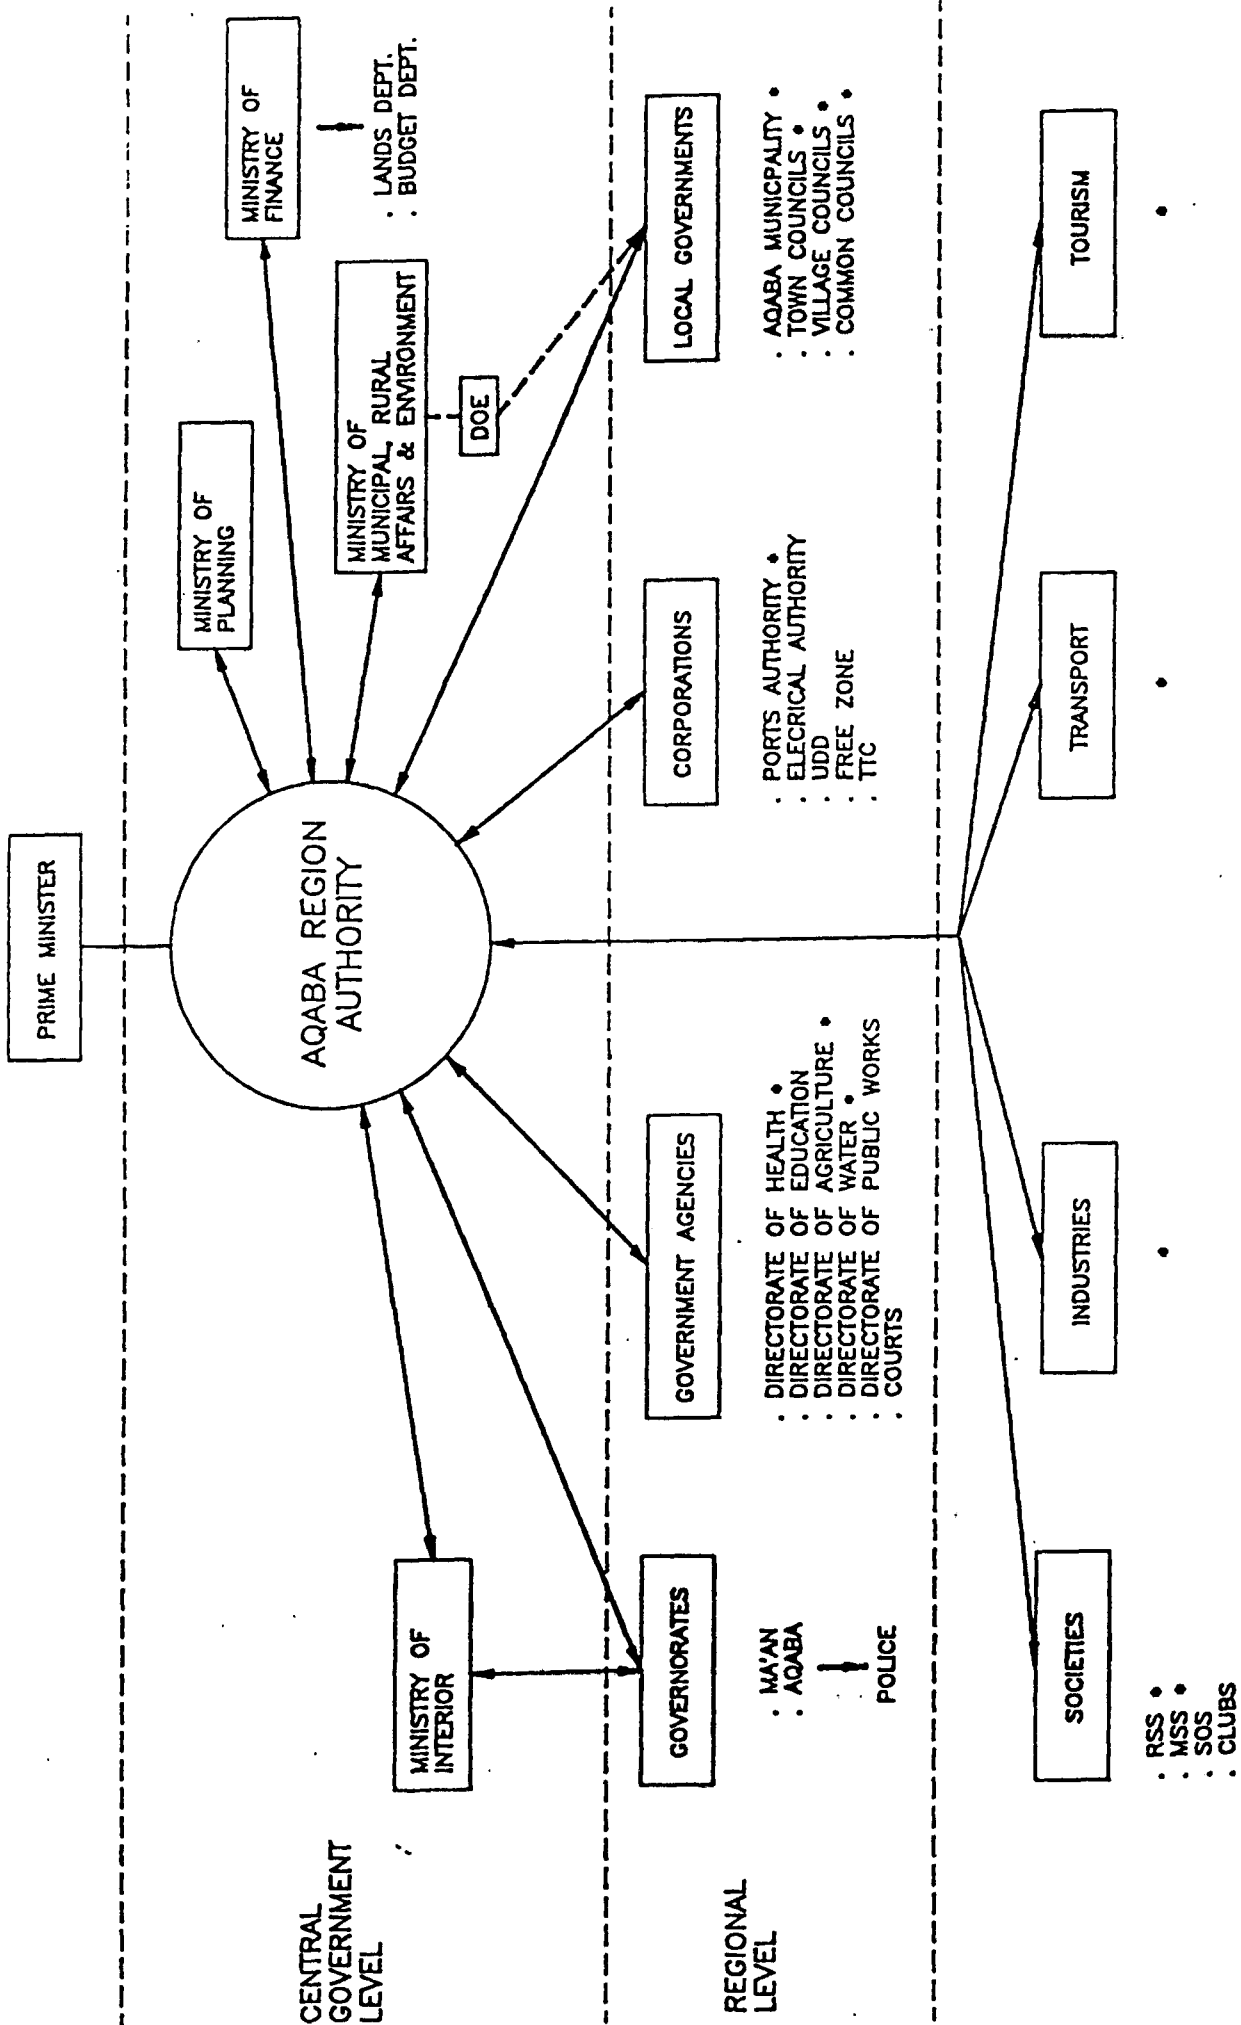 PRIME MINISTER
CENTRAL
GOVERNMENT
LEVEL
AQABA REGION
AUTHORITY
MINISTRY OF
INTERIOR
MINISTRY OF
PLANNING
MINISTRY OF
FINANCE
. LANDS DEPT.
. BUDGET DEPT.
MINISTRY OF
MUNICIPAL, RURAL
AFFAIRS & ENVIRONMENT
DOE
REGIONAL
LEVEL
GOVERNORATES
. MA'AN
. AQABA
POLICE
GOVERNMENT AGENCIES
. DIRECTORATE OF HEALTH •
. DIRECTORATE OF EDUCATION
. DIRECTORATE OF AGRICULTURE •
. DIRECTORATE OF WATER •
. DIRECTORATE OF PUBLIC WORKS
. COURTS
CORPORATIONS
. PORTS AUTHORITY •
. ELECRICAL AUTHORITY
. UDD
. FREE ZONE
. TTC
LOCAL GOVERNMENTS
. AQABA MUNICPALITY •
. TOWN COUNCILS •
. VILLAGE COUNCILS •
. COMMON COUNCILS •
SOCIETIES
. RSS •
. MSS •
. SOS
. CLUBS
INDUSTRIES
•
TRANSPORT
•
TOURISM
•